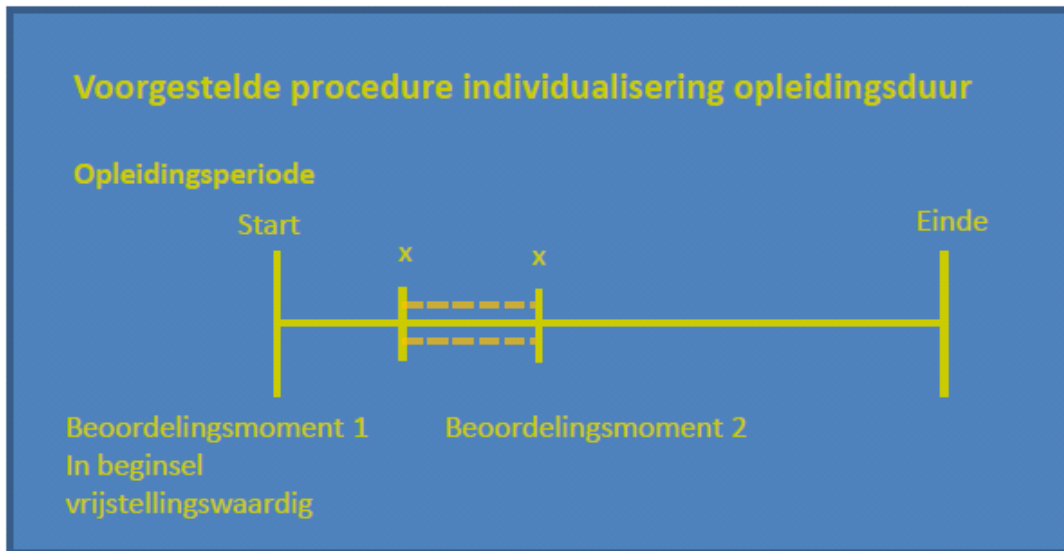 Voorgestelde procedure individualisering opleidingsduur
Opleidingsperiode
Start
Einde
x
x
Beoordelingsmoment 1
Beoordelingsmoment 2
In beginsel
vrijstellingswaardig